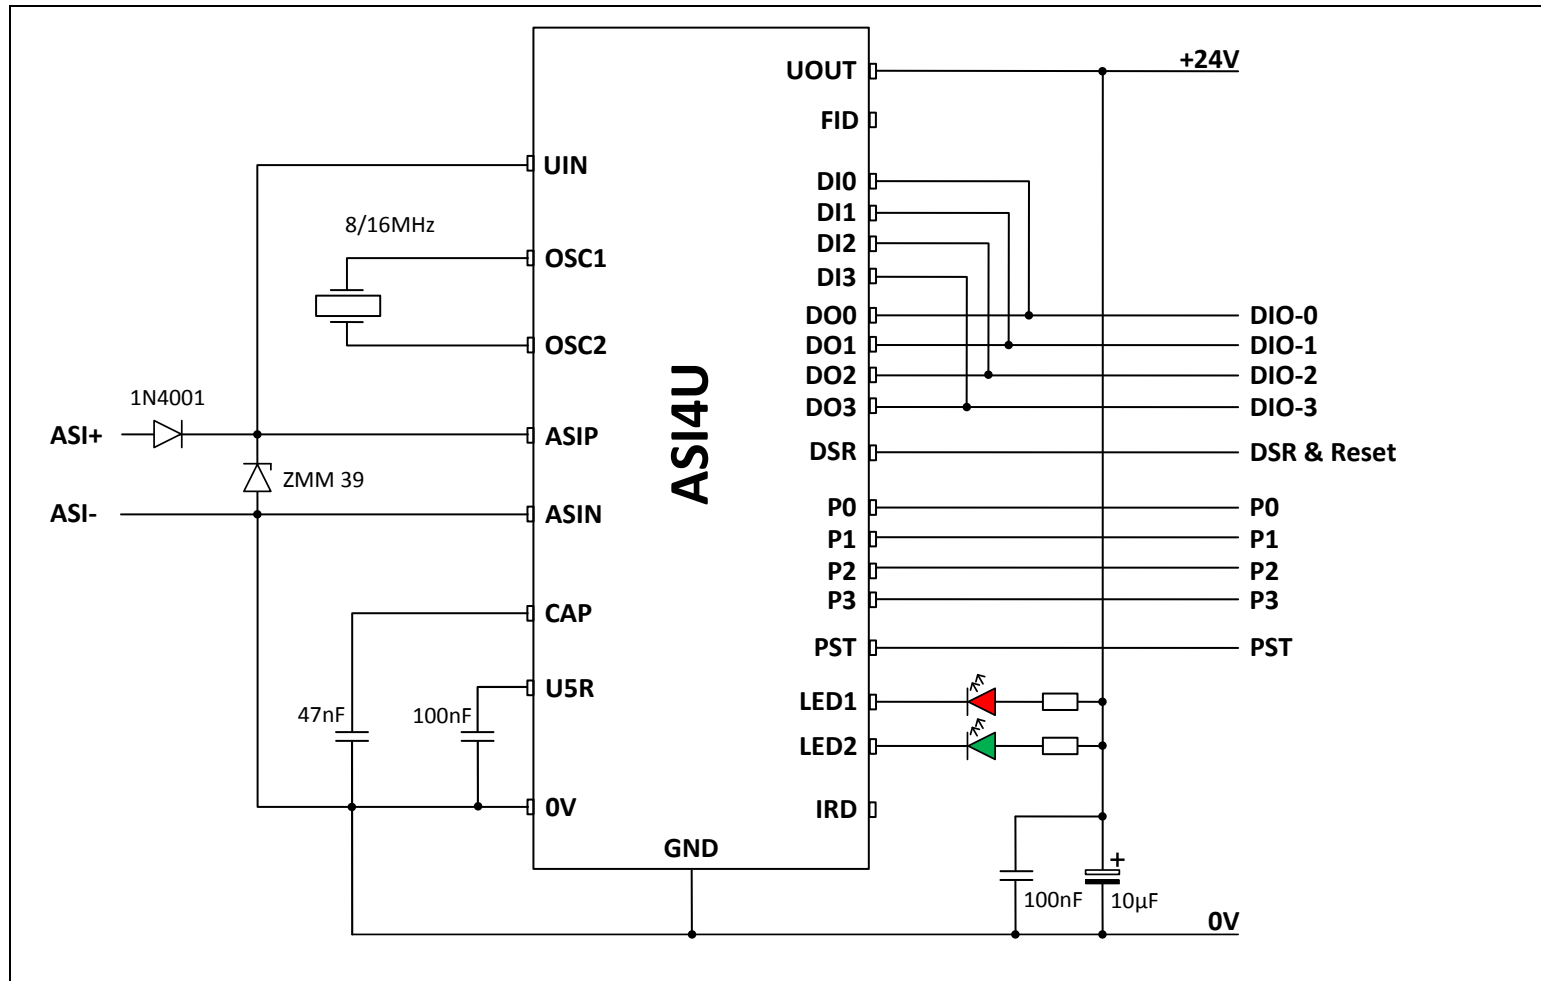 UOUT
+24V
FID
UIN
DI0
DI1
8/16MHz
DI2
OSC1
DI3
DO0
DIO-0
OSC2
DO1
DIO-1
DO2
DIO-2
1N4001
DO3
DIO-3
ASI+
ASIP
ASI4U
DSR
DSR & Reset
ZMM 39
ASI-
ASIN
P0
P0
P1
P1
P2
P2
P3
P3
CAP
PST
PST
U5R
LED1
47nF
100nF
LED2
0V
IRD
GND
+
100nF
10µF
0V